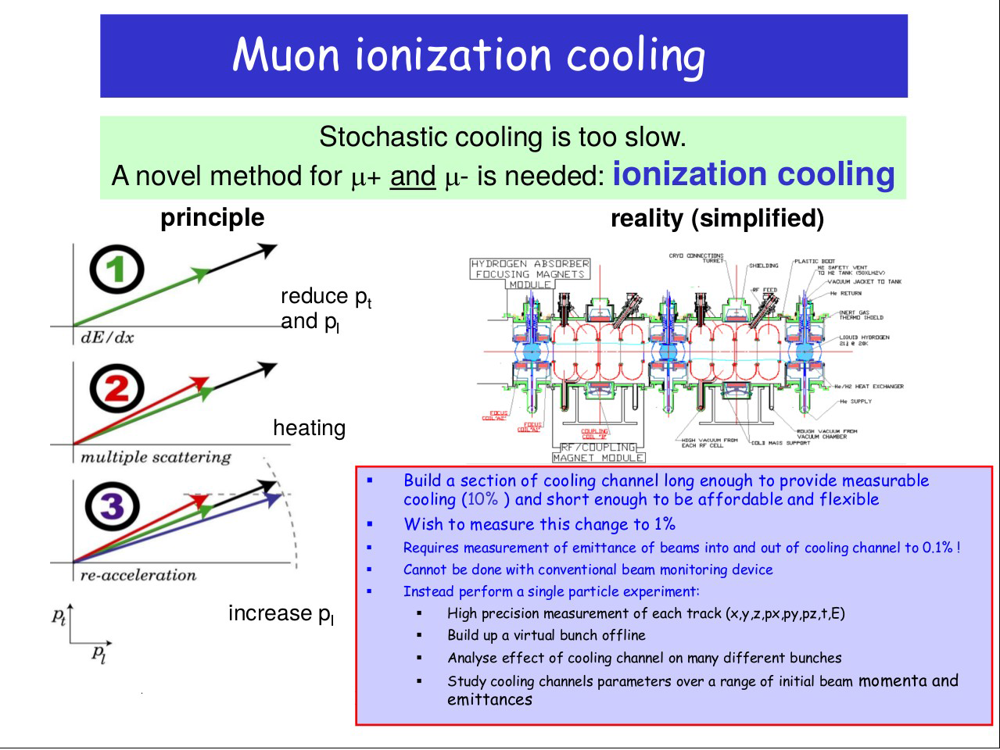 Muon ionization cooling
Stochastic cooling is too slow.
A novel method for μ+ and μ- is needed: ionization cooling
principle
reality (simplified)
1
reduce pt
and pl
dE/dx
2
heating
multiple scattering
3
re-acceleration
increase pl
pt
pl
HYDROGEN ABSORBER
FOCUSING MAGNETS
MODULE
CRYO CONNECTIONS
TURRET
SHIELDING
RF FEED
PLASTIC BOOT
H2 SAFETY VENT
TO H2 TANK (50XLH2V)
VACUUM JACKET TO TANK
He RETURN
INERT GAS
THERMO SHIELD
LIQUID HYDROGEN
21L @ 20K
He/H2 HEAT EXCHANGER
He SUPPLY
ROUGH VACUUM FROM
VACUUM CHAMBER
COLD MASS SUPPORT
HIGH VACUUM FROM
EACH RF CELL
FOCUS
COIL "A2"
FOCUS
COIL "A1"
COUPLING
COIL "B"
RF/COUPLING
MAGNET MODULE
▪ Build a section of cooling channel long enough to provide measurable
cooling (10% ) and short enough to be affordable and flexible
▪ Wish to measure this change to 1%
▪ Requires measurement of emittance of beams into and out of cooling channel to 0.1% !
▪ Cannot be done with conventional beam monitoring device
▪ Instead perform a single particle experiment:
▪ High precision measurement of each track (x,y,z,px,py,pz,t,E)
▪ Build up a virtual bunch offline
▪ Analyse effect of cooling channel on many different bunches
▪ Study cooling channels parameters over a range of initial beam momenta and
emittances